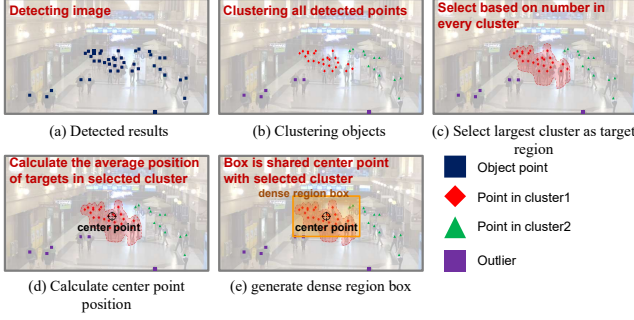 Detecting image
(a) Detected results
Clustering all detected points
(b) Clustering objects
Select based on number in
every cluster
(c) Select largest cluster as target
region
Calculate the average position
of targets in selected cluster
center point
(d) Calculate center point
position
Box is shared center point
with selected cluster
dense region box
center point
(e) generate dense region box
Object point
Point in cluster1
Point in cluster2
Outlier